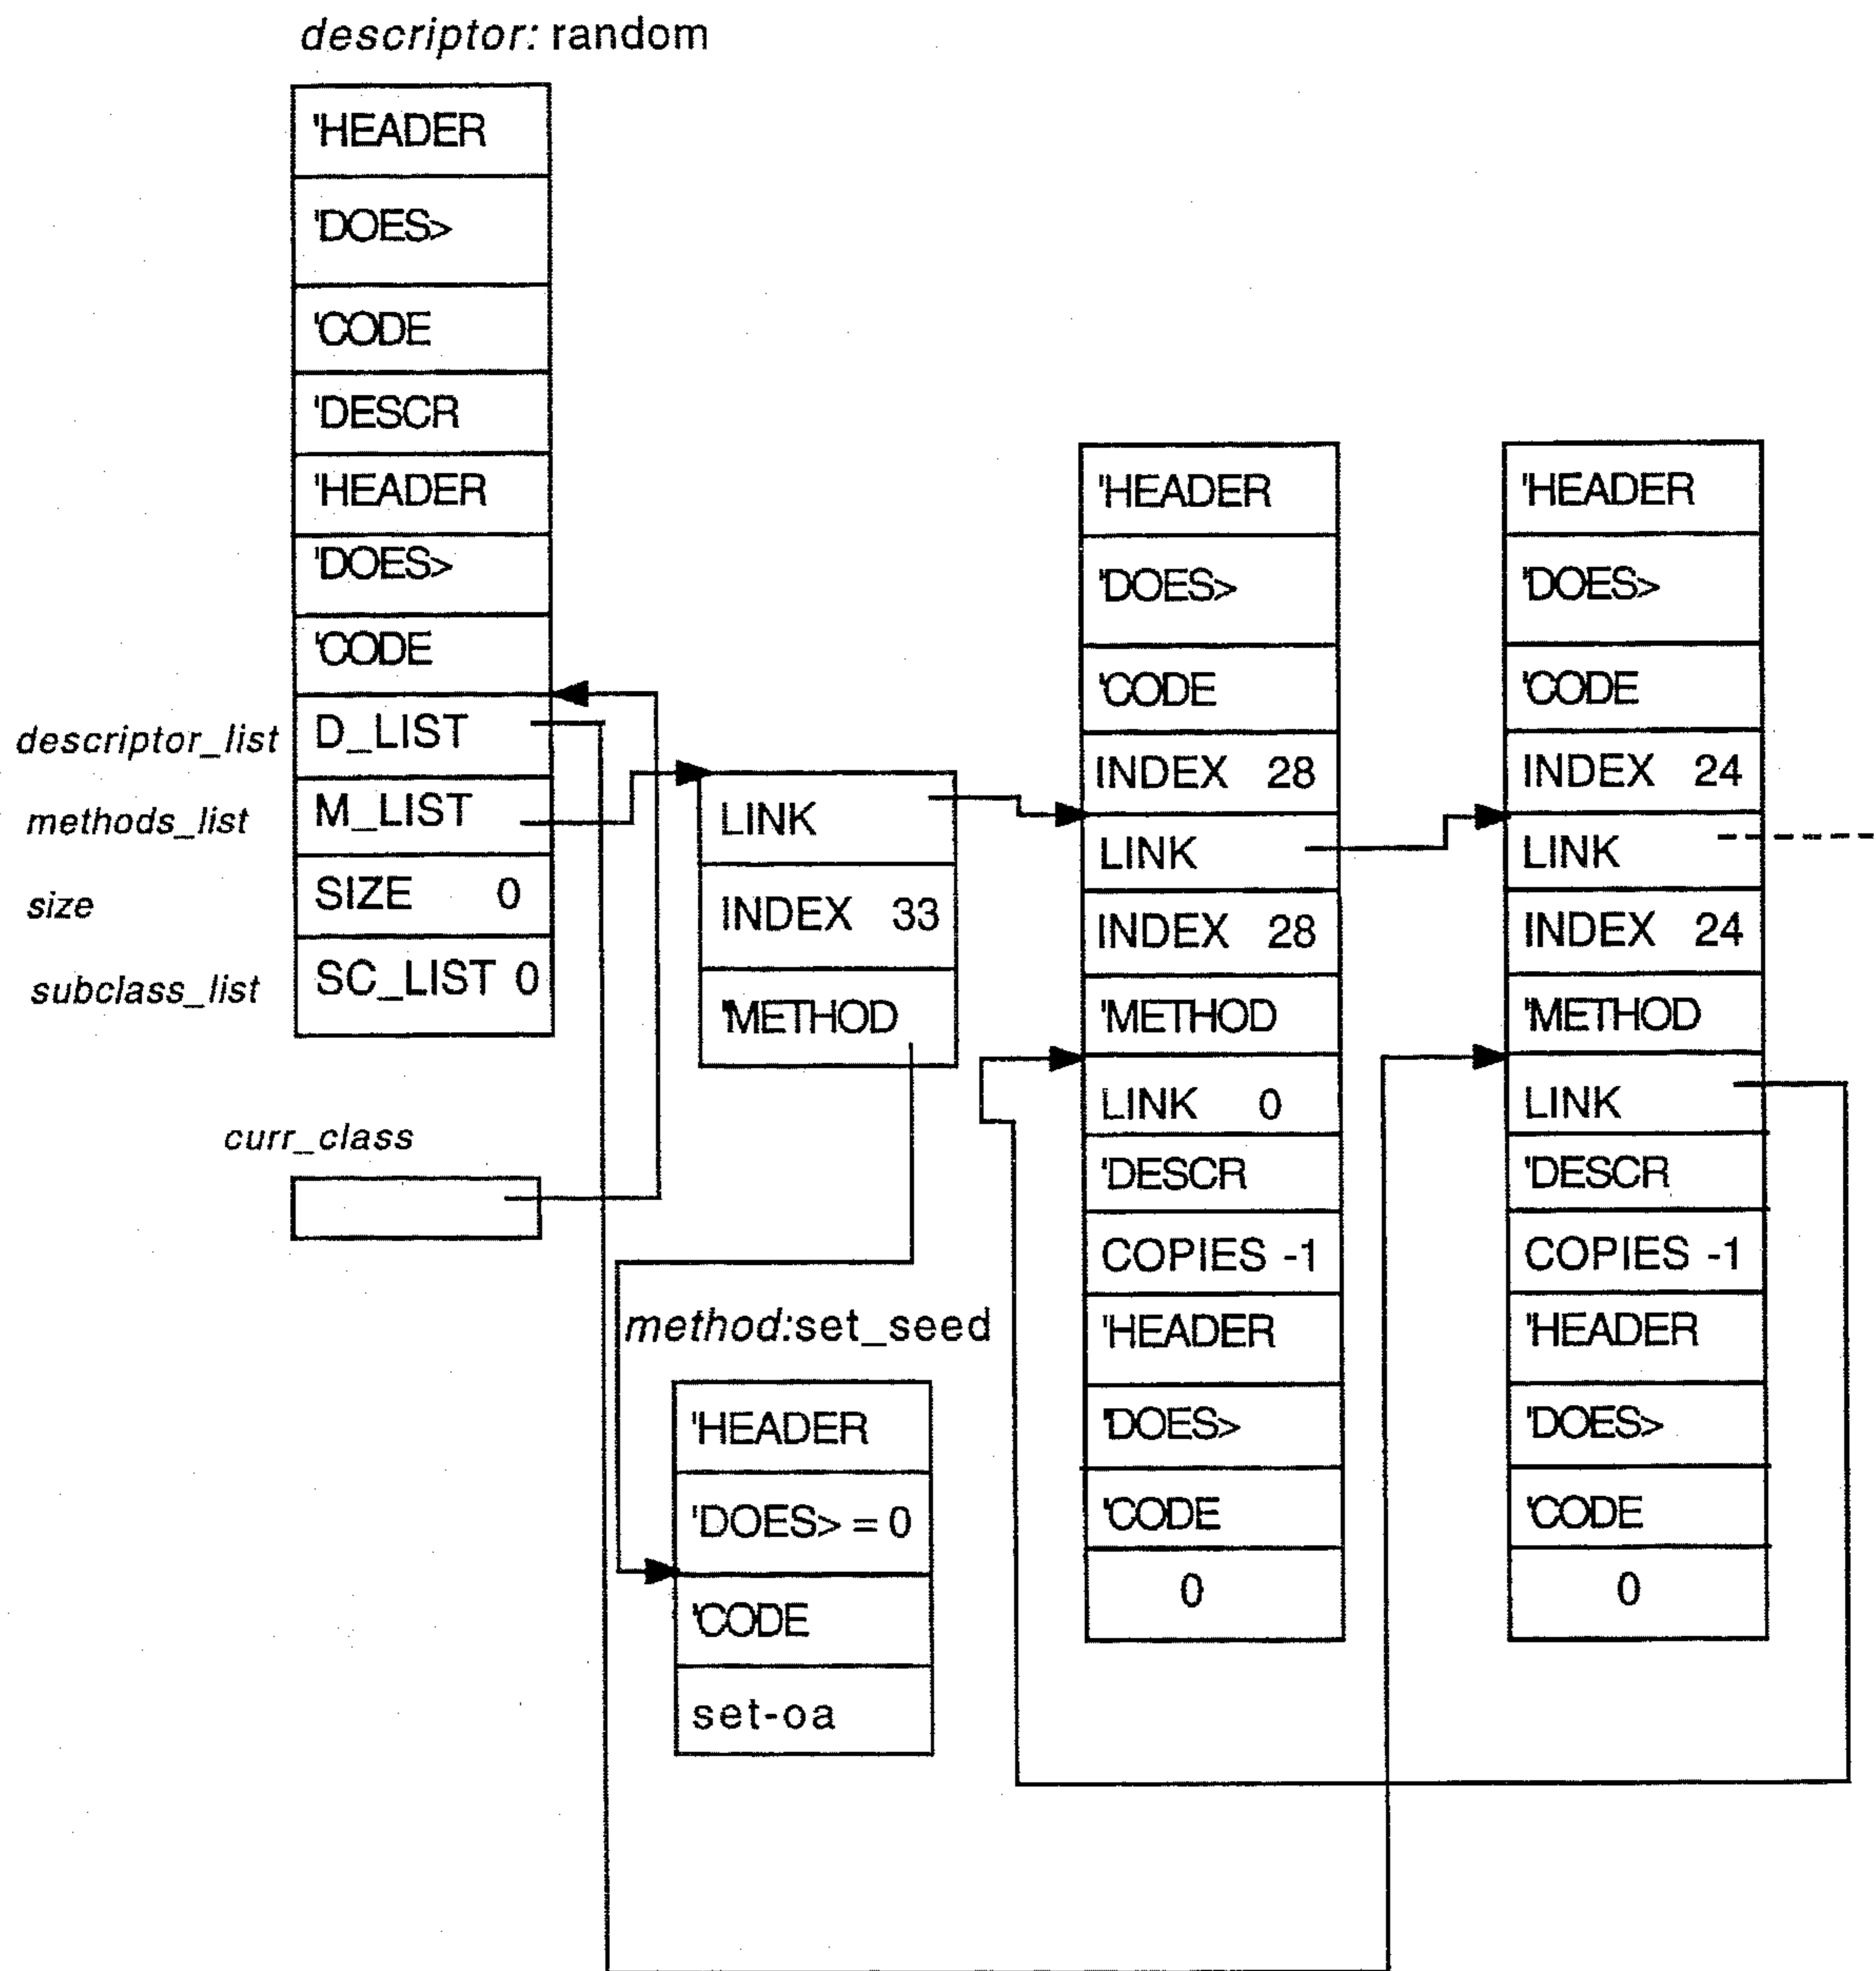 descriptor: random
'HEADER
'DOES>
'CODE
'DESCR
'HEADER
'DOES>
'CODE
descriptor_list
D_LIST
methods_list
M_LIST
size
SIZE 0
subclass_list
SC_LIST 0
curr_class
LINK
INDEX 33
'METHOD
method:set_seed
'HEADER
'DOES> = 0
'CODE
set-oa
'HEADER
'DOES>
'CODE
INDEX 28
LINK
INDEX 28
'METHOD
LINK 0
'DESCR
COPIES -1
'HEADER
'DOES>
'CODE
0
'HEADER
'DOES>
'CODE
INDEX 24
LINK
INDEX 24
'METHOD
LINK
'DESCR
COPIES -1
'HEADER
'DOES>
'CODE
0